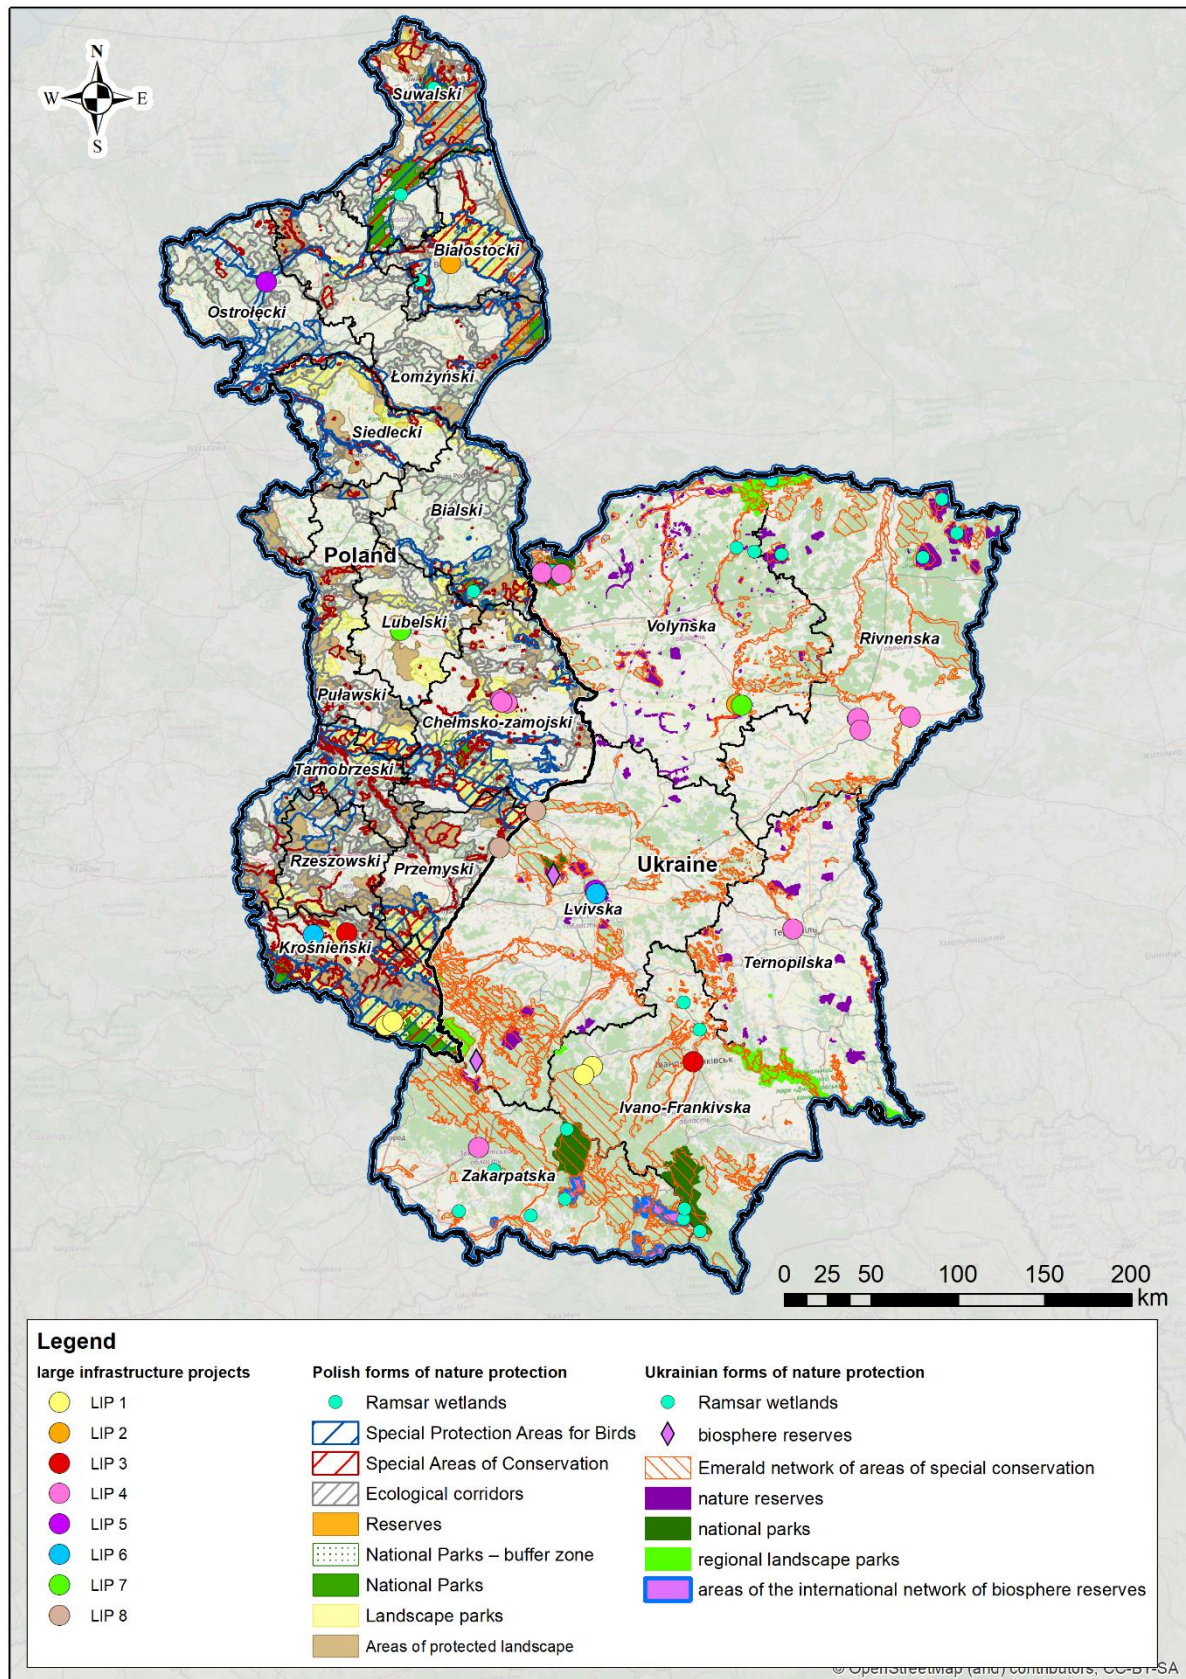 N
W
E
S
Suwalski
Białostocki
Ostrołęcki
Łomżyński
Siedlecki
Bialski
Poland
Lubelski
Volynska
Rivnenska
Puławski
Chełmsko-zamojski
Tarnobrzeski
Rzeszowski
Przemyski
Ukraine
Lvivska
Krośnieński
Ternopilska
Ivano-Frankivska
Zakarpatska
0 25 50 100 150 200
km
Legend
large infrastructure projects
LIP 1
LIP 2
LIP 3
LIP 4
LIP 5
LIP 6
LIP 7
LIP 8
Polish forms of nature protection
Ramsar wetlands
Special Protection Areas for Birds
Special Areas of Conservation
Ecological corridors
Reserves
National Parks – buffer zone
National Parks
Landscape parks
Areas of protected landscape
Ukrainian forms of nature protection
Ramsar wetlands
biosphere reserves
Emerald network of areas of special conservation
nature reserves
national parks
regional landscape parks
areas of the international network of biosphere reserves
© OpenStreetMap (and) contributors, CC-BY-SA